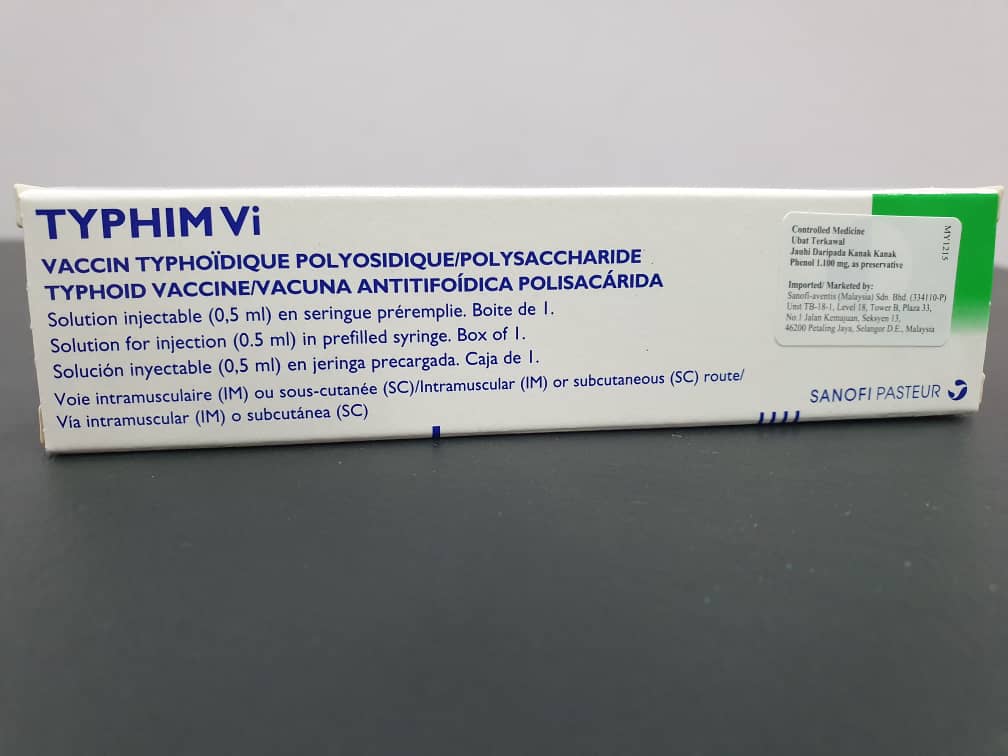 TYPHIM Vi
VACCIN TYPHOÏDIQUE POLYOSIDIQUE/POLYSACCHARIDE
TYPHOID VACCINE/VACUNA ANTITIFOÍDICA POLISACÁRIDA
Solution injectable (0,5 ml) en seringue préremplie. Boite de 1.
Solution for injection (0.5 ml) in prefilled syringe. Box of 1.
Solución inyectable (0,5 ml) en jeringa precargada. Caja de 1.
Voie intramusculaire (IM) ou sous-cutanée (SC)/Intramuscular (IM) or subcutaneous (SC) route/
Vía intramuscular (IM) o subcutánea (SC)
Controlled Medicine
Ubat Terkawal
Jauhi Daripada Kanak Kanak
Phenol 1.100 mg, as preservative
Imported/ Marketed by:
Sanofi-aventis (Malaysia) Sdn. Bhd. (334110-P)
Unit TB-18-1, Level 18, Tower B, Plaza 33,
No.1 Jalan Kemajuan, Seksyen 13,
46200 Petaling Jaya, Selangor D.E., Malaysia
MY1215
SANOFI PASTEUR